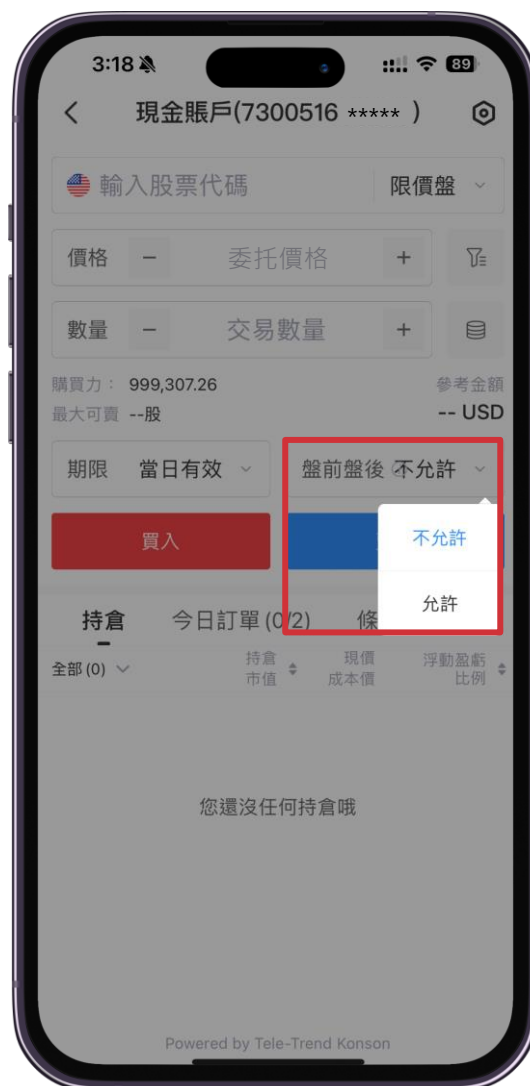 3:18 89
現金賬戶(7300516 ***** )
輸入股票代碼 限價盤
價格 − 委托價格 +
數量 − 交易數量 +
購買力： 999,307.26 參考金額
最大可賣 --股 -- USD
期限 當日有效 盤前盤後 不允許
買入
不允許
允許
持倉 今日訂單(0/2) 條
全部(0) 持倉 現價 浮動盈虧
市值 成本價 比例
您還沒任何持倉哦
Powered by Tele-Trend Konson